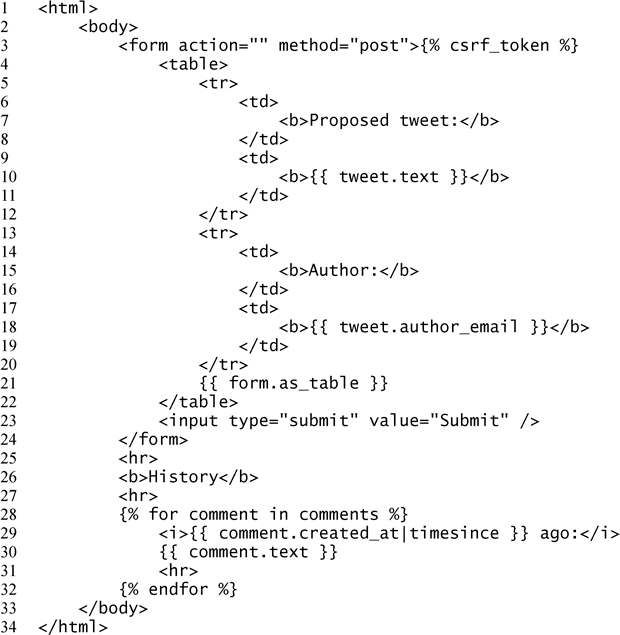 1 <html>
2 <body>
3 <form action="" method="post">{% csrf_token %}
4 <table>
5 <tr>
6 <td>
7 <b>Proposed tweet:</b>
8 </td>
9 <td>
10 <b>{{ tweet.text }}</b>
11 </td>
12 </tr>
13 <tr>
14 <td>
15 <b>Author:</b>
16 </td>
17 <td>
18 <b>{{ tweet.author_email }}</b>
19 </td>
20 </tr>
21 {{ form.as_table }}
22 </table>
23 <input type="submit" value="Submit" />
24 </form>
25 <hr>
26 <b>History</b>
27 <hr>
28 {% for comment in comments %}
29 <i>{{ comment.created_at|timesince }} ago:</i>
30 {{ comment.text }}
31 <hr>
32 {% endfor %}
33 </body>
34 </html>